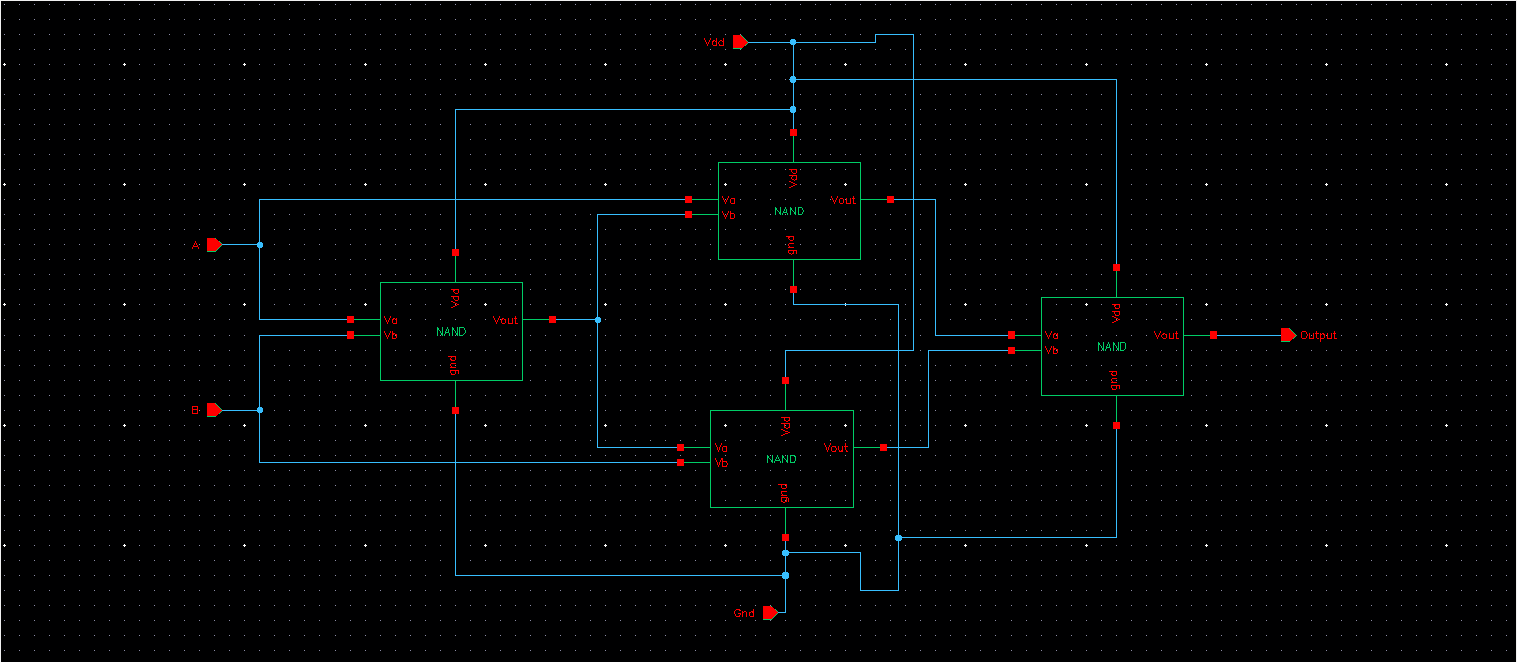 Vdd
Vdd
Va
Vb
NAND
Vout
gnd
A
Vdd
Va
Vb
NAND
Vout
gnd
Vdd
Va
Vb
NAND
Vout
gnd
Output
B
Vdd
Va
Vb
NAND
Vout
gnd
Gnd